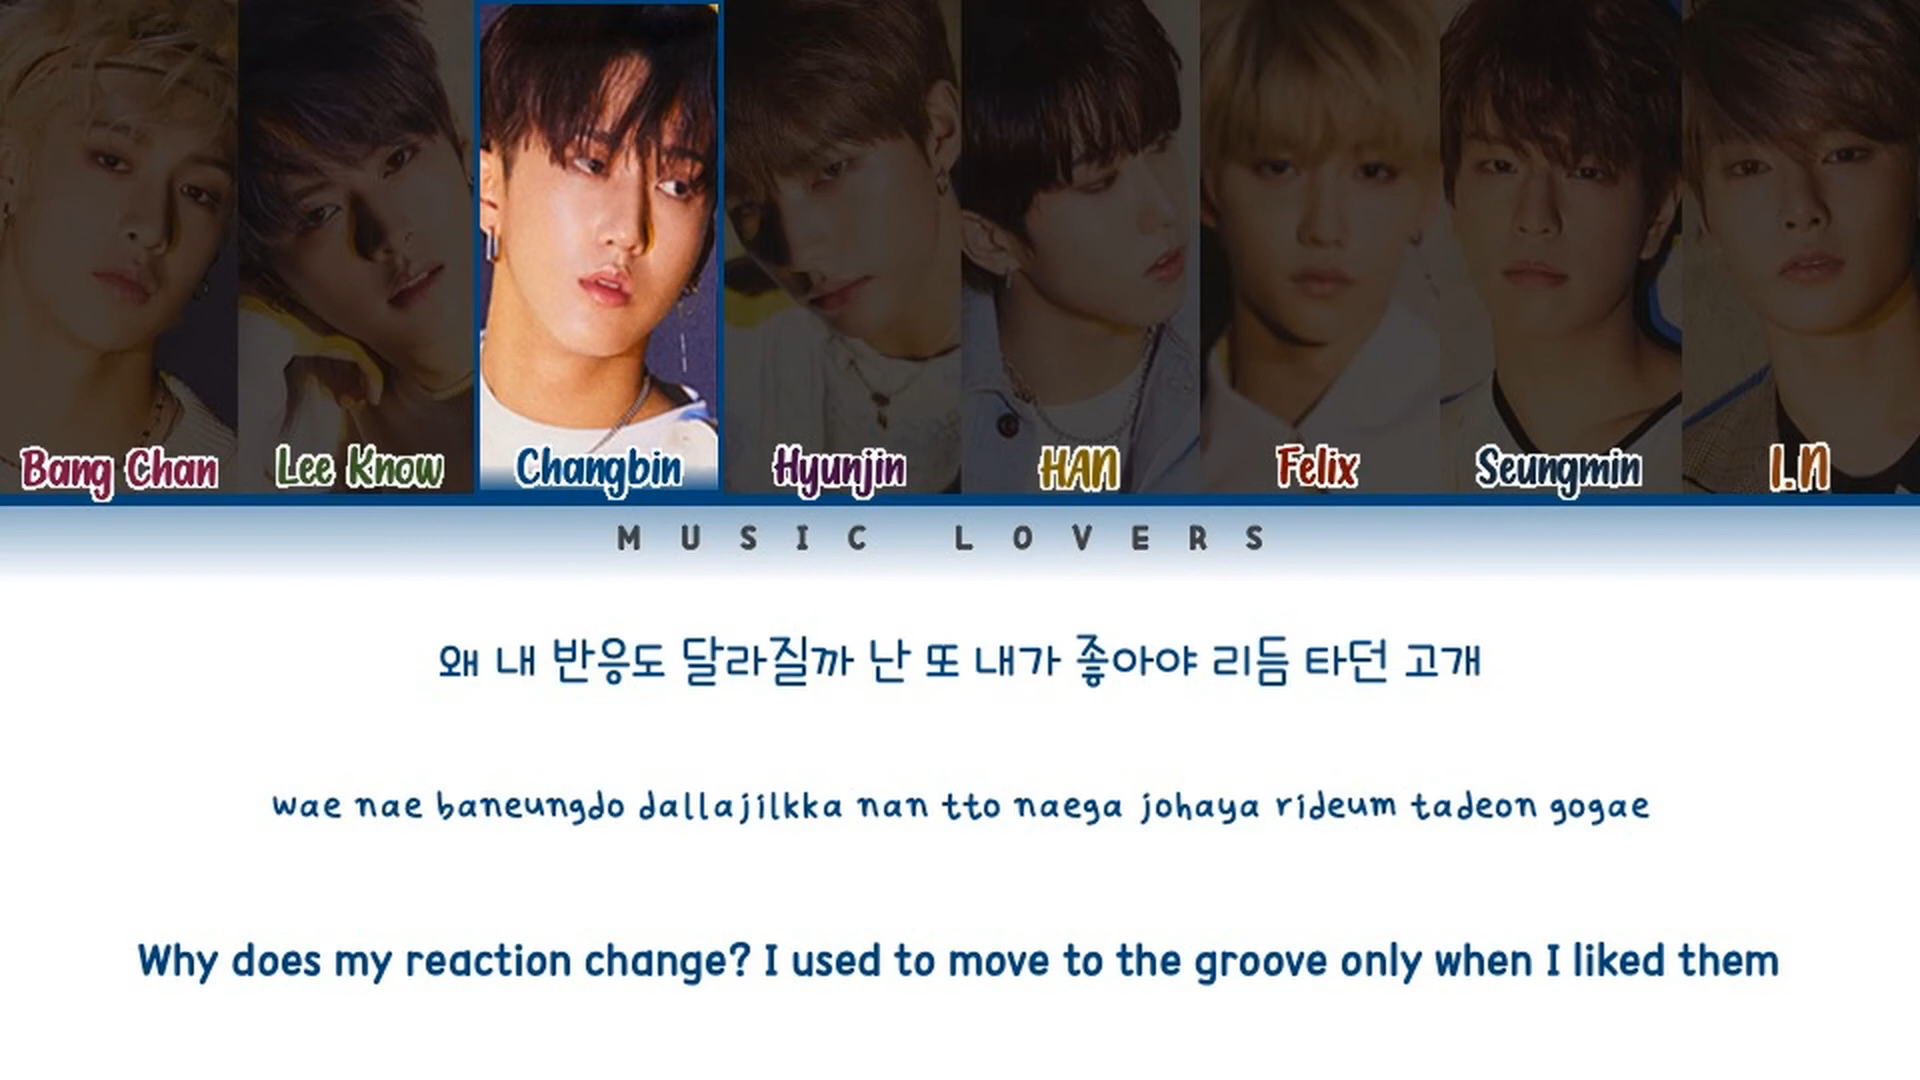 Bang Chan Lee Know Changbin Hyunjin HAN Felix Seungmin I.N
MUSIC LOVERS
왜 내 반응도 달라질까 난 또 내가 좋아야 리듬 타던 고개
wae nae baneungdo dallajilkka nan tto naega johaya rideum tadeon gogae
Why does my reaction change? I used to move to the groove only when I liked them